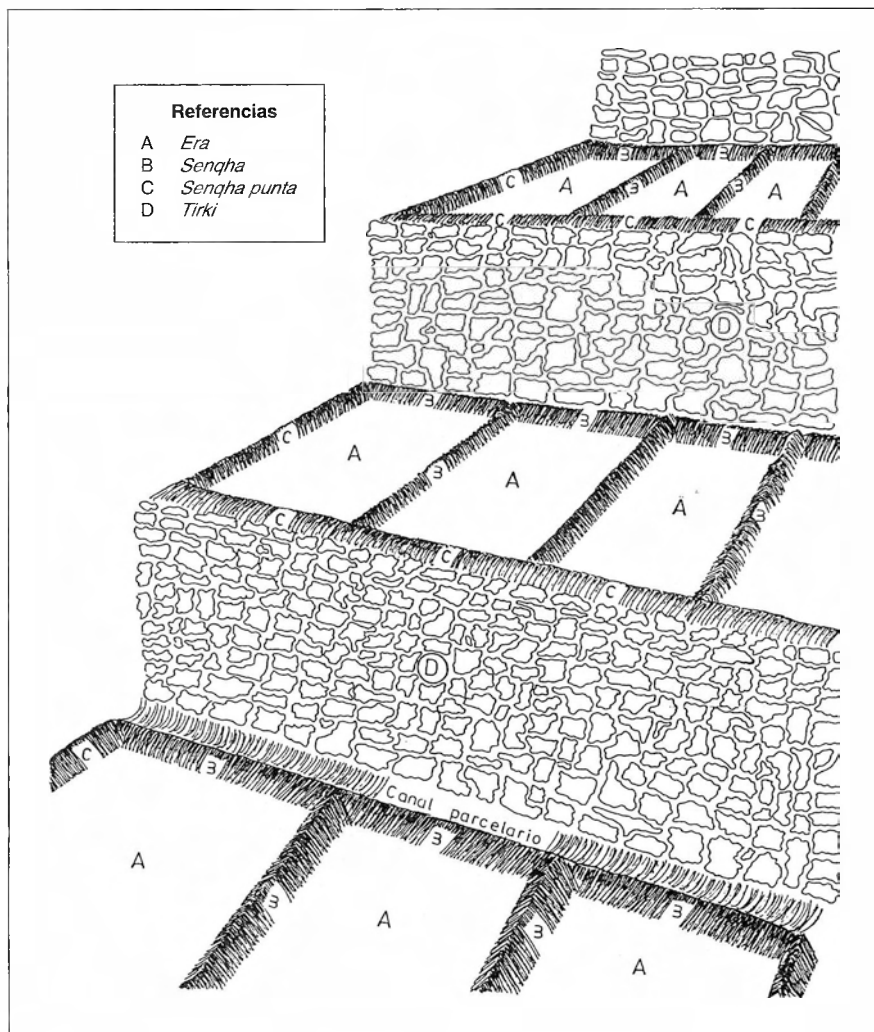 Referencias
A Era
B Senqha
C Senqha punta
D Tirki
B B
C A B A B A
C C C
D
B B B
C A B A A B
C C C
D
C B
Canal parcelario
B B
A B A B A